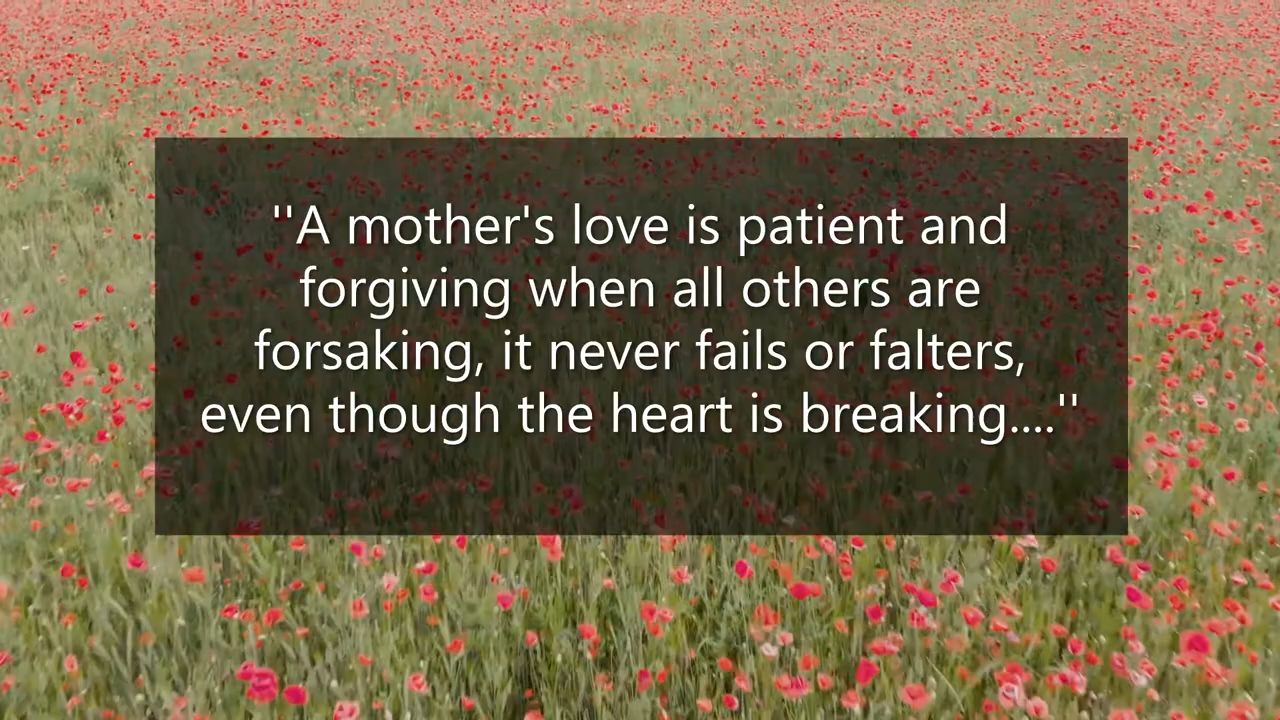 "A mother's love is patient and
forgiving when all others are
forsaking, it never fails or falters,
even though the heart is breaking...."